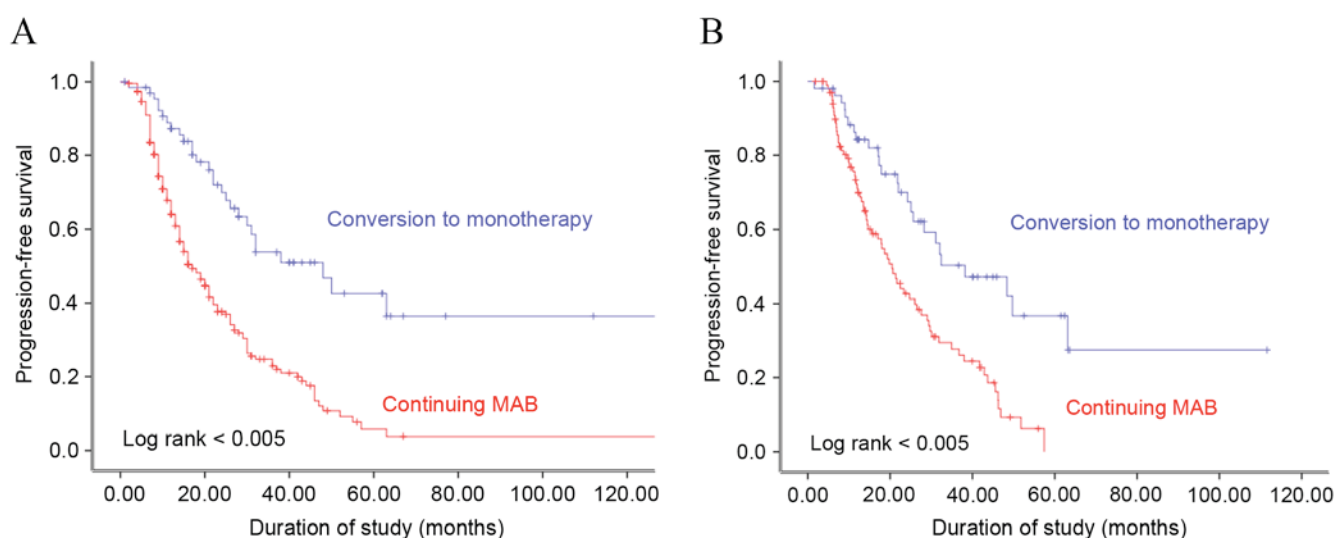 A
Progression-free survival
1.0
0.8
0.6
0.4
0.2
0.0
Conversion to monotherapy
Continuing MAB
Log rank < 0.005
0.00 20.00 40.00 60.00 80.00 100.00 120.00
Duration of study (months)
B
Progression-free survival
1.0
0.8
0.6
0.4
0.2
0.0
Conversion to monotherapy
Continuing MAB
Log rank < 0.005
0.00 20.00 40.00 60.00 80.00 100.00 120.00
Duration of study (months)